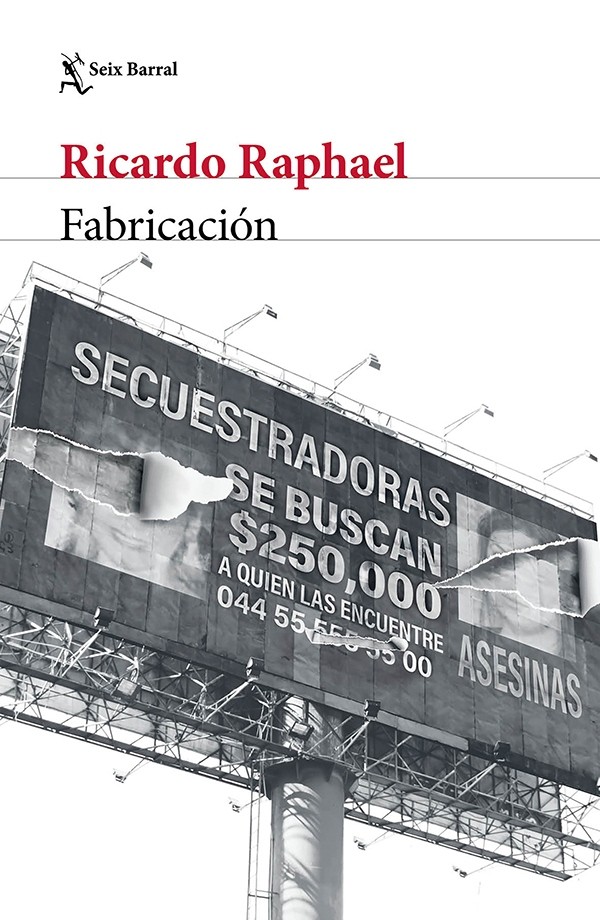 Seix Barral
Ricardo Raphael
Fabricación
SECUESTRADORAS
SE BUSCAN
$250,000
A QUIEN LAS ENCUENTRE
044 55 00
ASESINAS